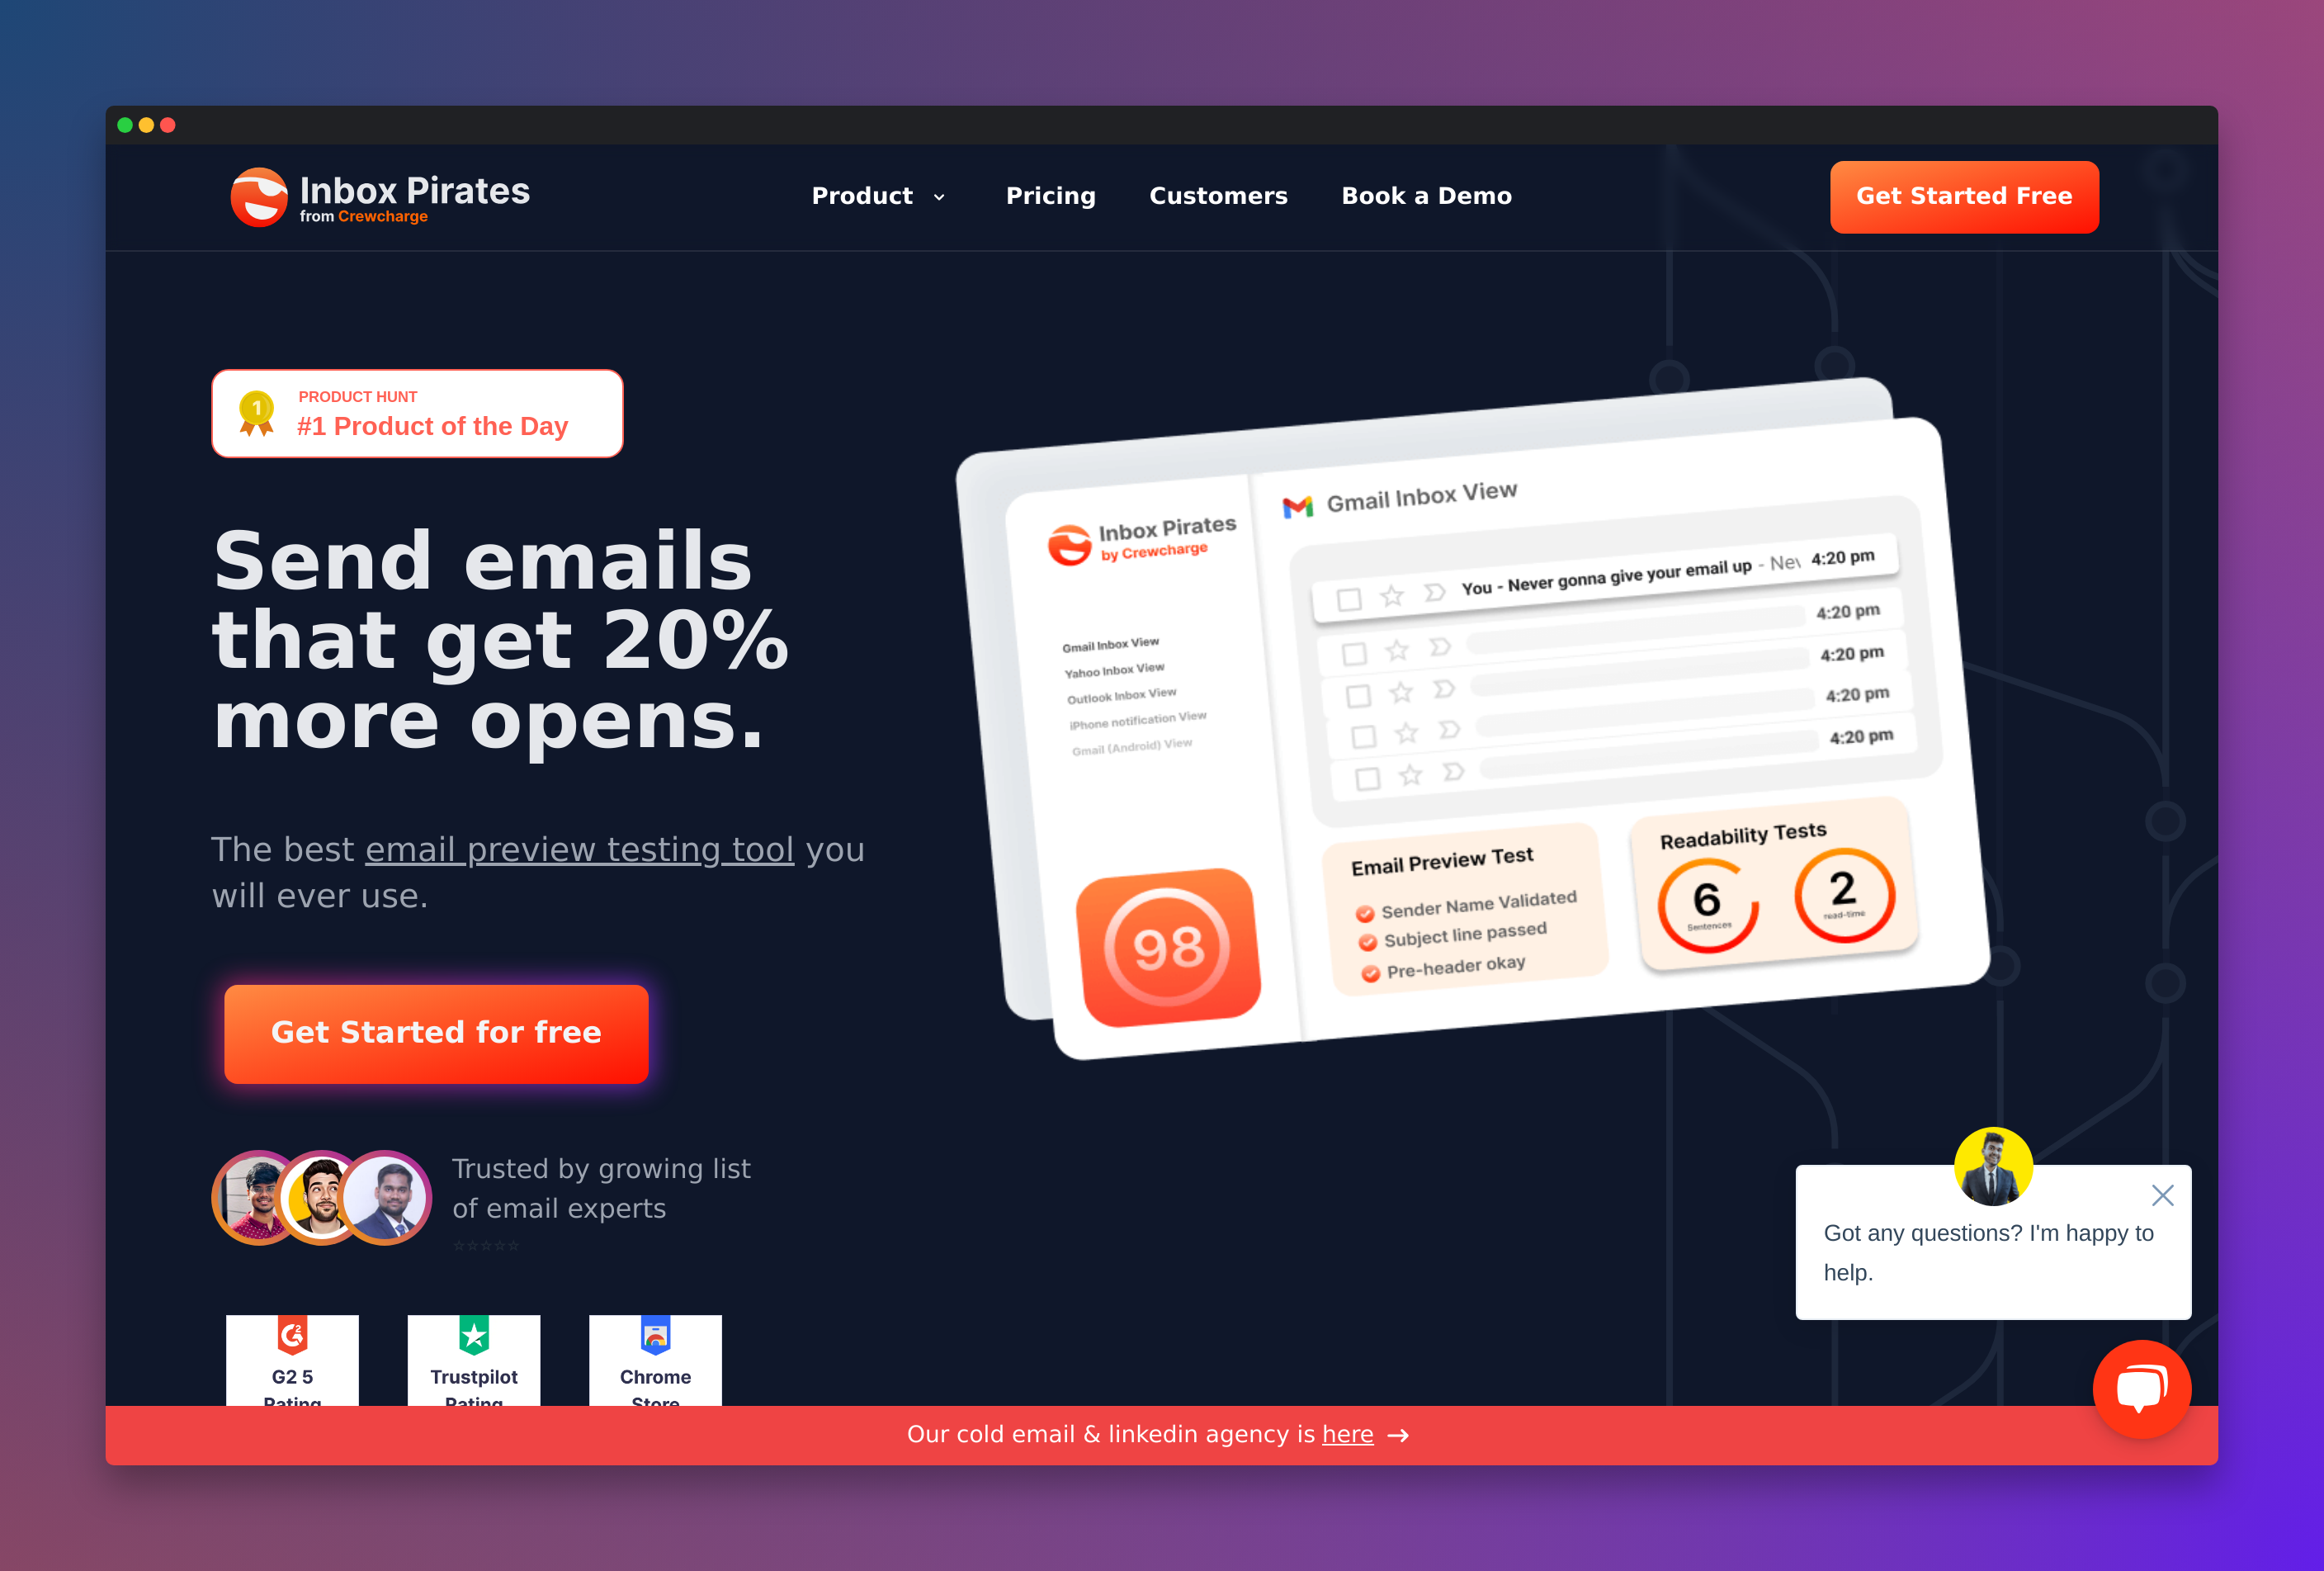 Inbox Pirates
from Crewcharge
Product
Pricing
Customers
Book a Demo
Get Started Free
1
PRODUCT HUNT
#1 Product of the Day
Send emails
that get 20%
more opens.
The best email preview testing tool you
will ever use.
Get Started for free
Trusted by growing list
of email experts
☆☆☆☆☆
G2 5
Rating
Trustpilot
Rating
Chrome
Store
Inbox Pirates
by Crewcharge
Gmail Inbox View
Yahoo Inbox View
Outlook Inbox View
iPhone notification View
Gmail (Android) View
98
Gmail Inbox View
You - Never gonna give your email up - Nev 4:20 pm
4:20 pm
4:20 pm
4:20 pm
4:20 pm
Email Preview Test
Sender Name Validated
Subject line passed
Pre-header okay
Readability Tests
6
Sentences
2
read-time
Got any questions? I'm happy to
help.
Our cold email & linkedin agency is here →